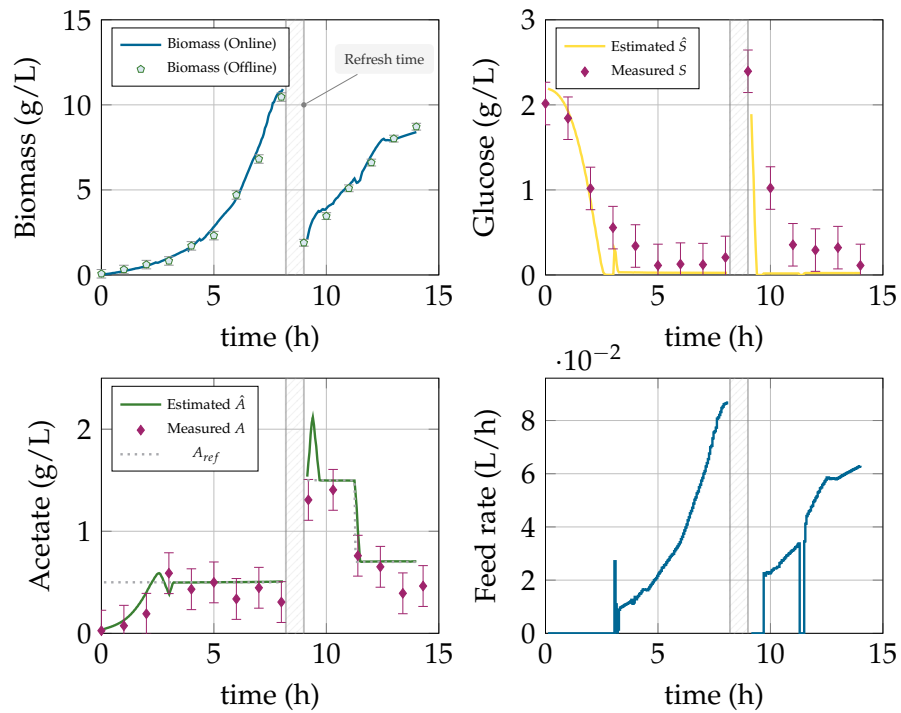 Biomass (g/L)
15
10
5
0
0 5 10 15
time (h)
Biomass (Online)
Biomass (Offline)
Refresh time
Glucose (g/L)
3
2
1
0
0 5 10 15
time (h)
Estimated Ŝ
Measured S
Acetate (g/L)
2
1
0
0 5 10 15
time (h)
Estimated Â
Measured A
A_ref
·10⁻²
Feed rate (L/h)
8
6
4
2
0
0 5 10 15
time (h)